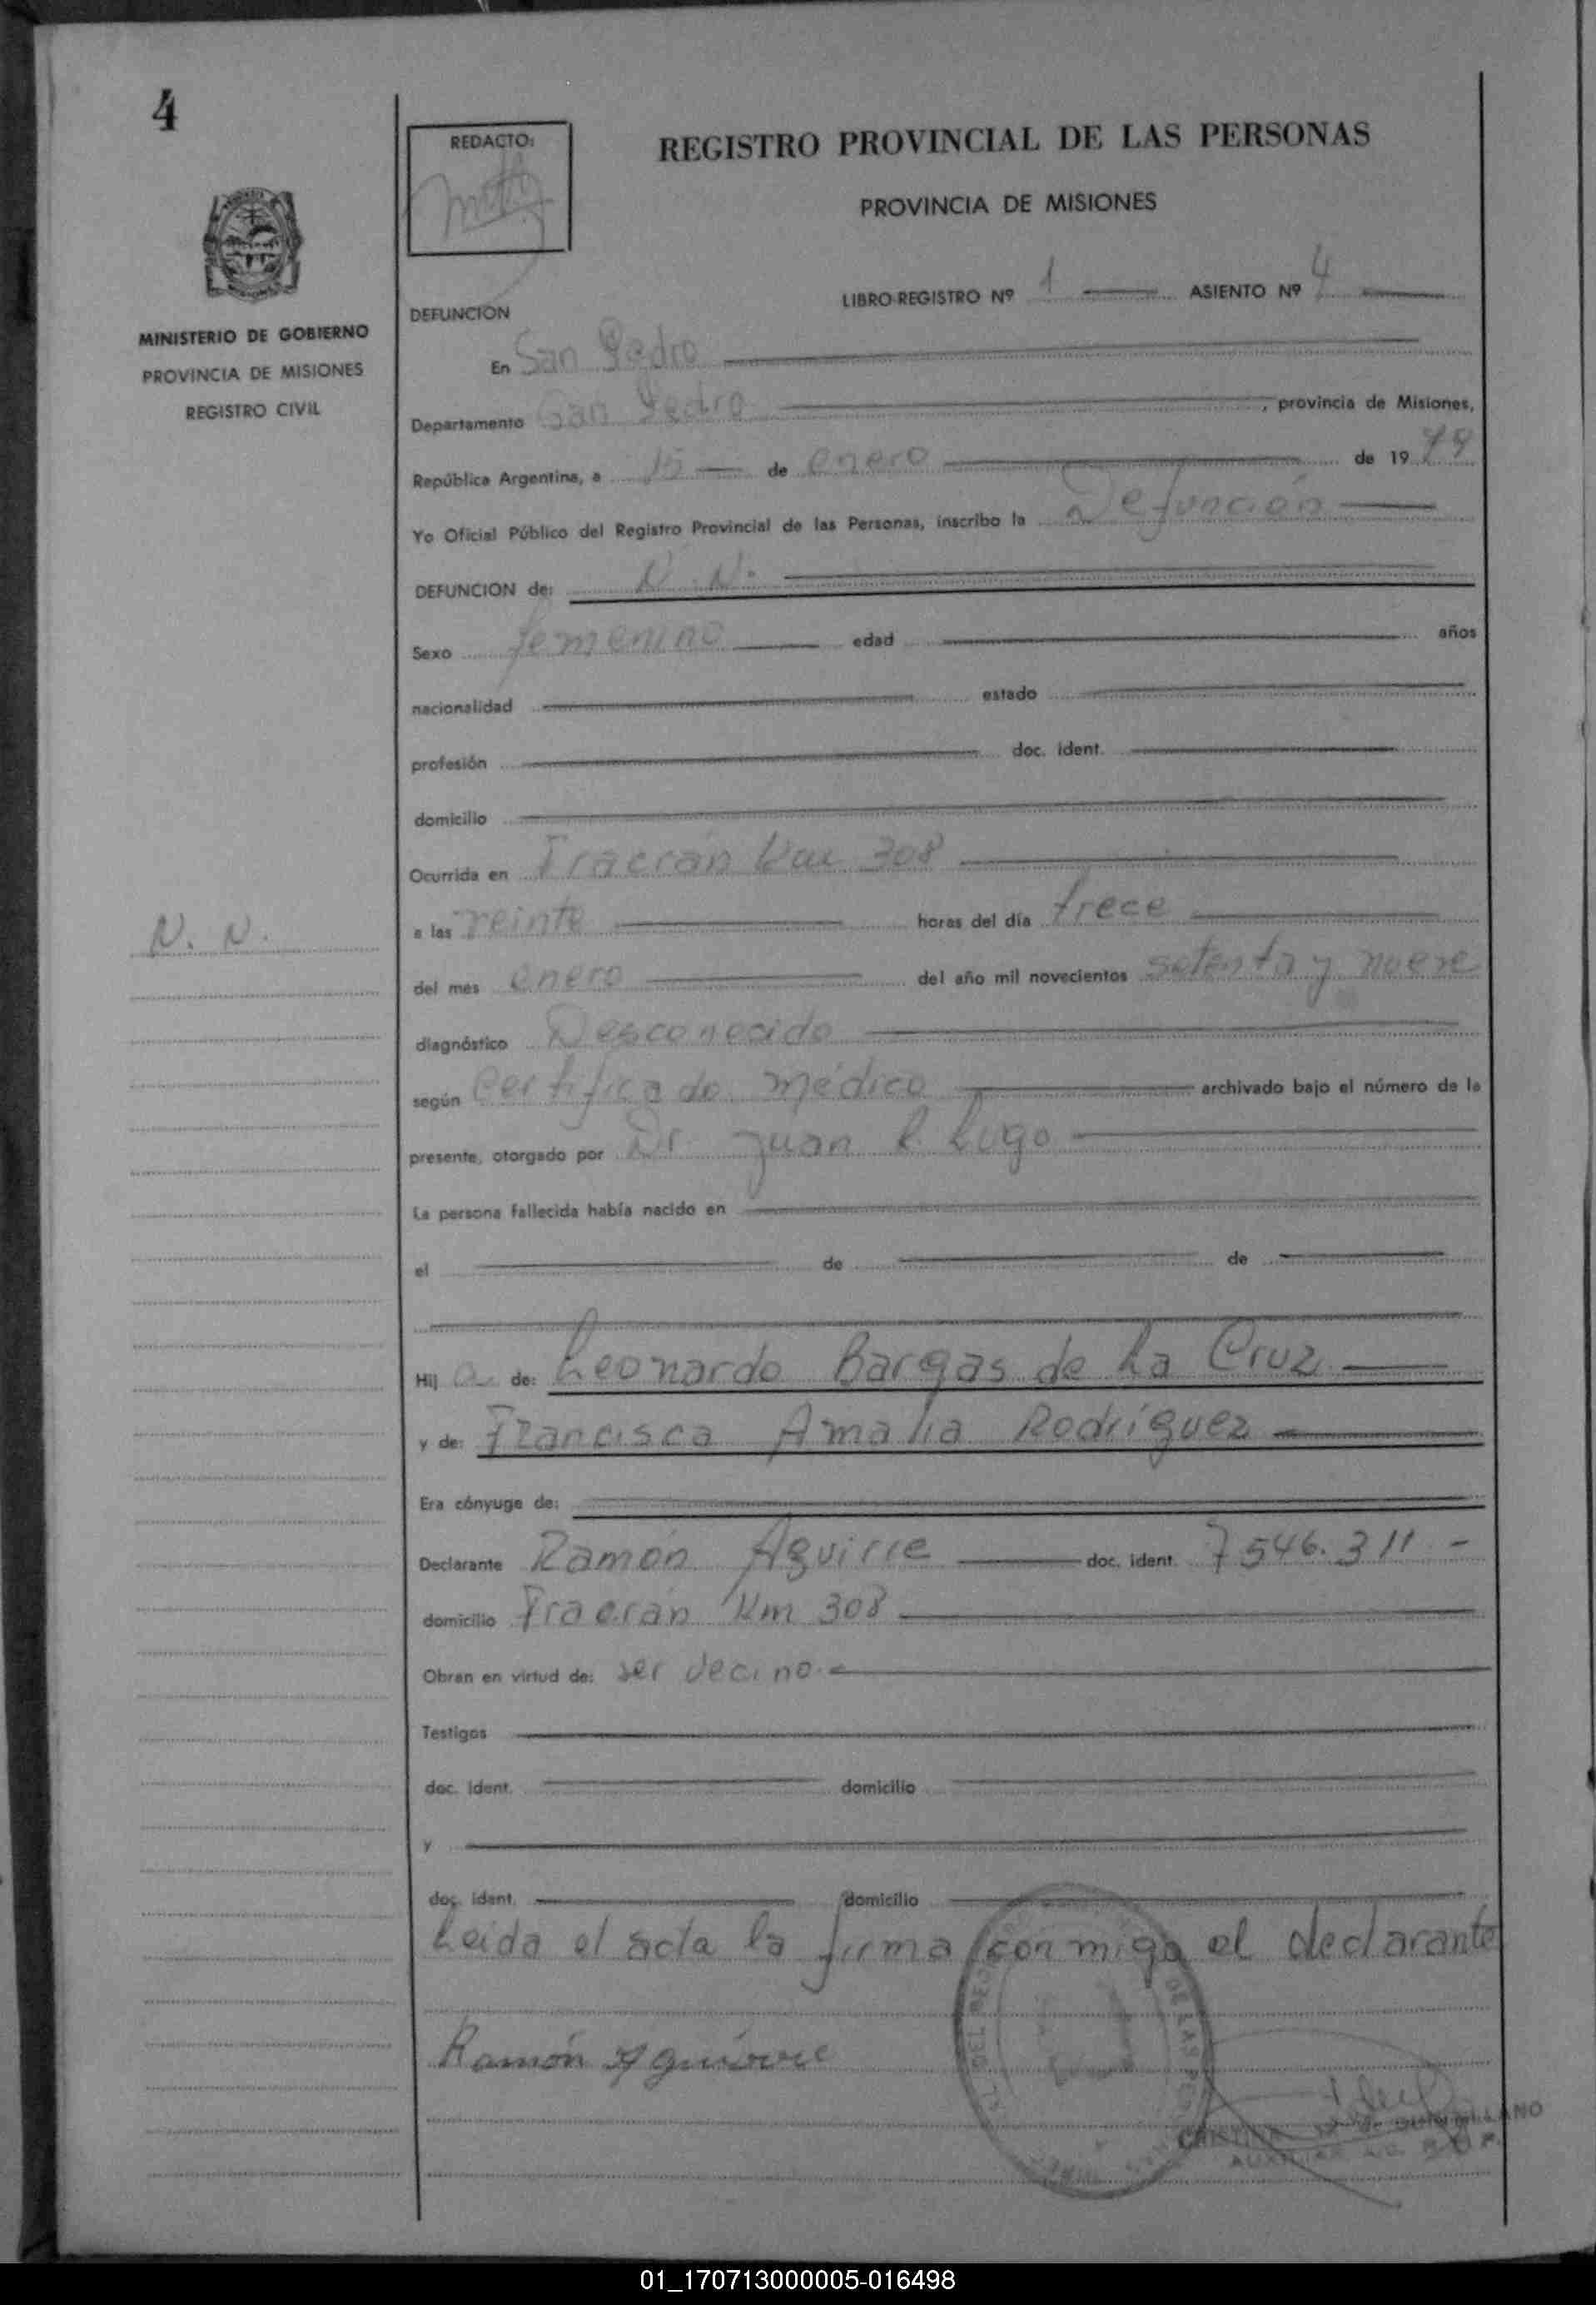 4
REDACTO:
REGISTRO PROVINCIAL DE LAS PERSONAS
PROVINCIA DE MISIONES
MINISTERIO DE GOBIERNO
PROVINCIA DE MISIONES
REGISTRO CIVIL
LIBRO REGISTRO Nº 1 ASIENTO Nº 4
DEFUNCION
En San Pedro
Departamento San Pedro, provincia de Misiones,
República Argentina, a 15 de enero de 1979
Yo Oficial Público del Registro Provincial de las Personas, inscribo la Defunción
DEFUNCION de: N. N.
Sexo femenino edad años
nacionalidad estado
profesión doc. ident.
domicilio
Ocurrida en Fracrán Km 308
N. N.
a las veinte horas del día trece
del mes enero del año mil novecientos setenta y nueve
diagnóstico Desconocido
según Certificado médico archivado bajo el número de la
presente, otorgado por Dr Juan R Lugo
La persona fallecida había nacido en
el de de
Hija de: Leonardo Bargas de La Cruz
y de: Francisca Amalia Rodríguez
Era cónyuge de:
Declarante Ramón Aguirre doc. ident. 7546.311 -
domicilio Fracrán Km 308
Obran en virtud de: ser vecino.-
Testigos
doc. ident. domicilio
y
doc. ident. domicilio
Leida el acta la firma conmigo el declarante
Ramón Aguirre
DE LAS
01_170713000005-016498